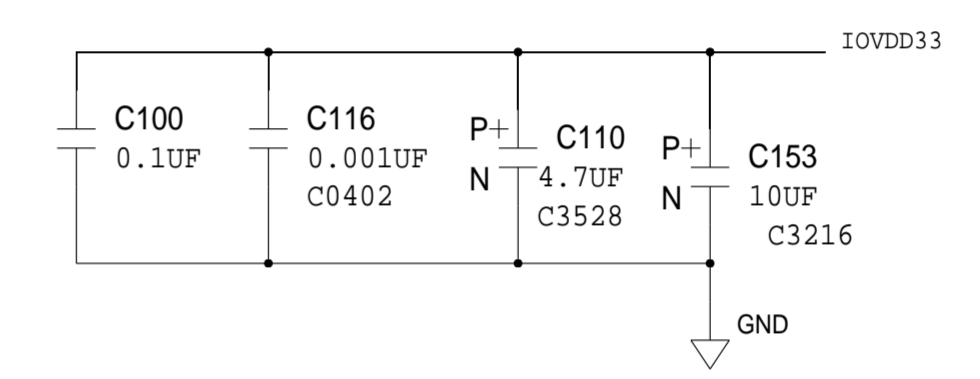 IOVDD33
C100
0.1UF
C116
0.001UF
C0402
P+
N
C110
4.7UF
C3528
P+
N
C153
10UF
C3216
GND